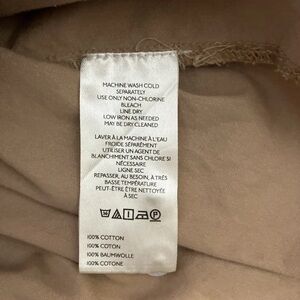 MACHINE WASH COLD
SEPARATELY
USE ONLY NON-CHLORINE
BLEACH
LINE DRY
LOW IRON AS NEEDED
MAY BE DRY CLEANED
LAVER À LA MACHINE À L'EAU
FROIDE SÉPARÉMENT
UTILISER UN AGENT DE
BLANCHIMENT SANS CHLORE SI
NÉCESSAIRE
LIGNE SEC
REPASSER, AU BESOIN, À TRÈS
BASSE TEMPÉRATURE
PEUT-ÊTRE ÊTRE NETTOYÉE
À SEC
100% COTTON
100% COTON
100% BAUMWOLLE
100% COTONE